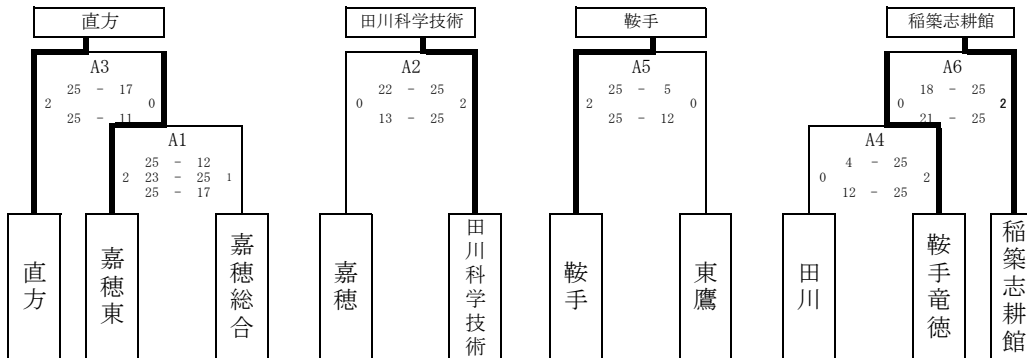 直方
田川科学技術
鞍手
稲築志耕館
A3
25 - 17
2 0
25 - 11
A1
25 - 12
2 23 - 25 1
25 - 17
A2
22 - 25
0 2
13 - 25
A5
25 - 5
2 0
25 - 12
A6
18 - 25
0 2
21 - 25
A4
4 - 25
0 2
12 - 25
直方
嘉穂東
嘉穂総合
嘉穂
田川科学技術
鞍手
東鷹
田川
鞍手竜徳
稲築志耕館